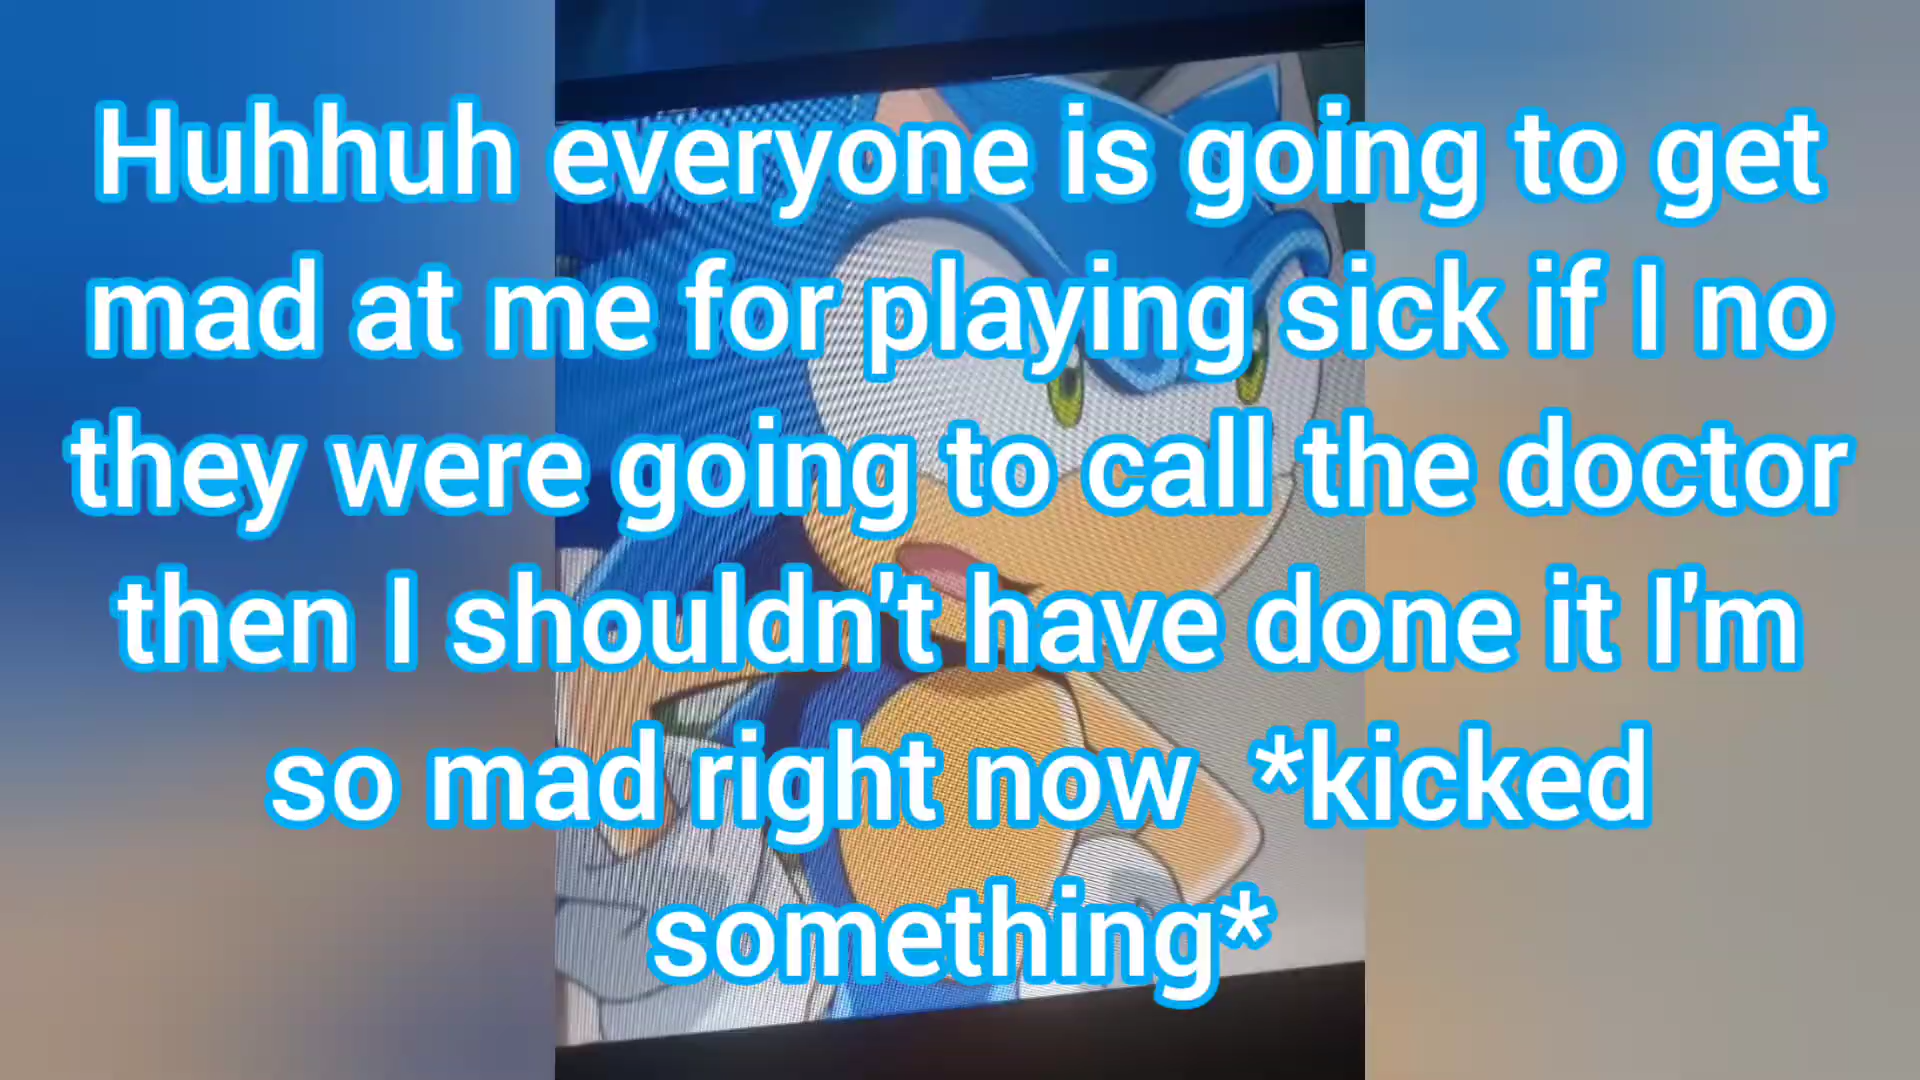 Huhhuh everyone is going to get
mad at me for playing sick if I no
they were going to call the doctor
then I shouldn't have done it I'm
so mad right now  *kicked
something*